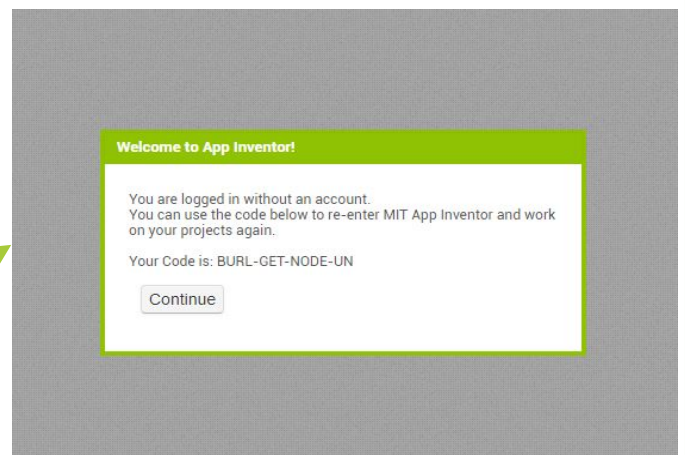 Welcome to App Inventor!
You are logged in without an account.
You can use the code below to re-enter MIT App Inventor and work
on your projects again.
Your Code is: BURL-GET-NODE-UN
Continue